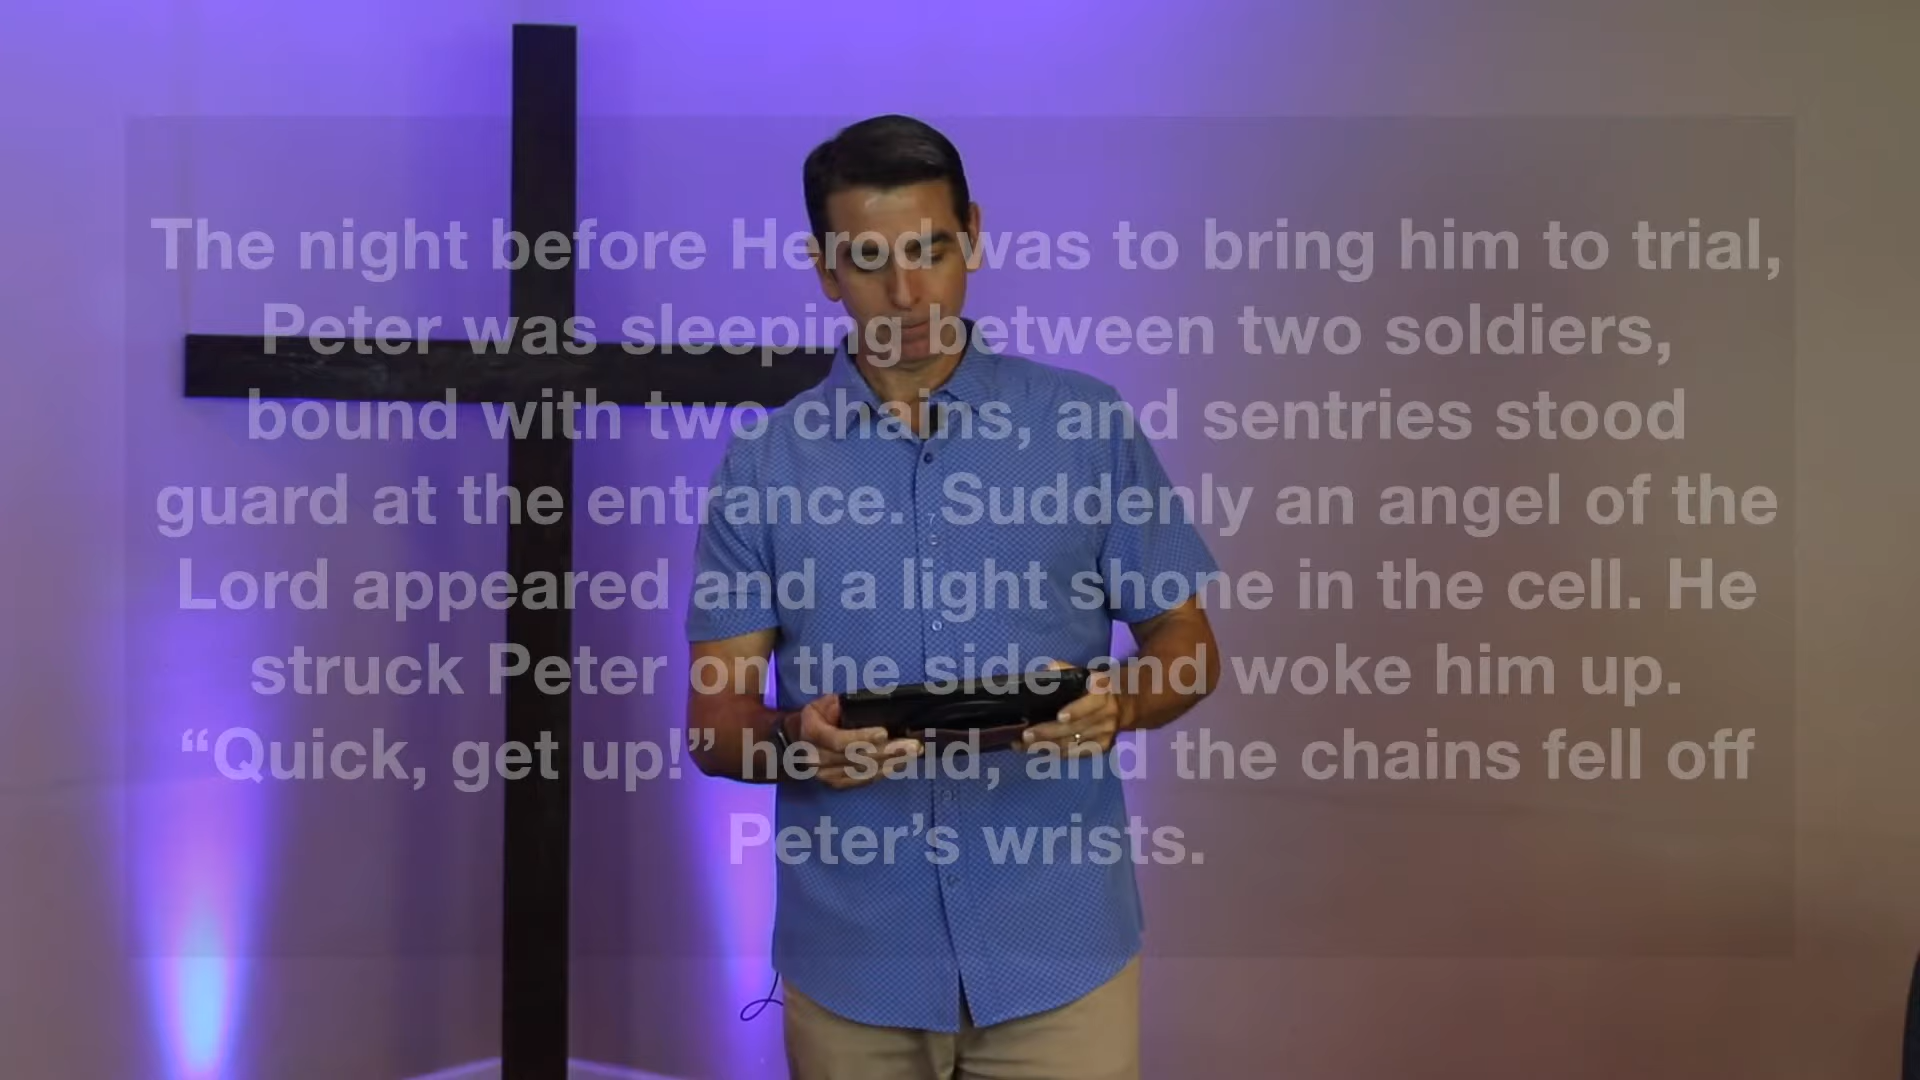 The night before Herod was to bring him to trial,
Peter was sleeping between two soldiers,
bound with two chains, and sentries stood
guard at the entrance. Suddenly an angel of the
Lord appeared and a light shone in the cell. He
struck Peter on the side and woke him up.
“Quick, get up!” he said, and the chains fell off
Peter’s wrists.